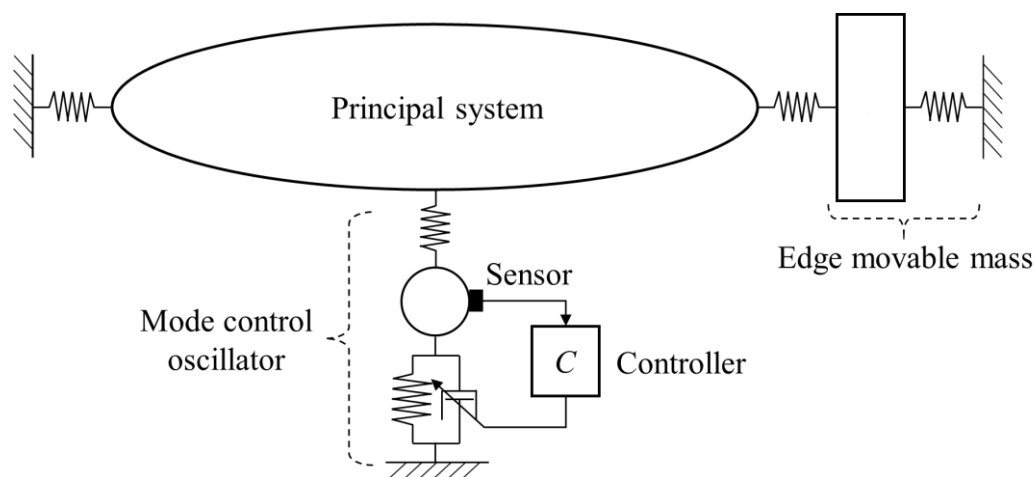 Principal system
Edge movable mass
Sensor
Mode control
oscillator
C
Controller